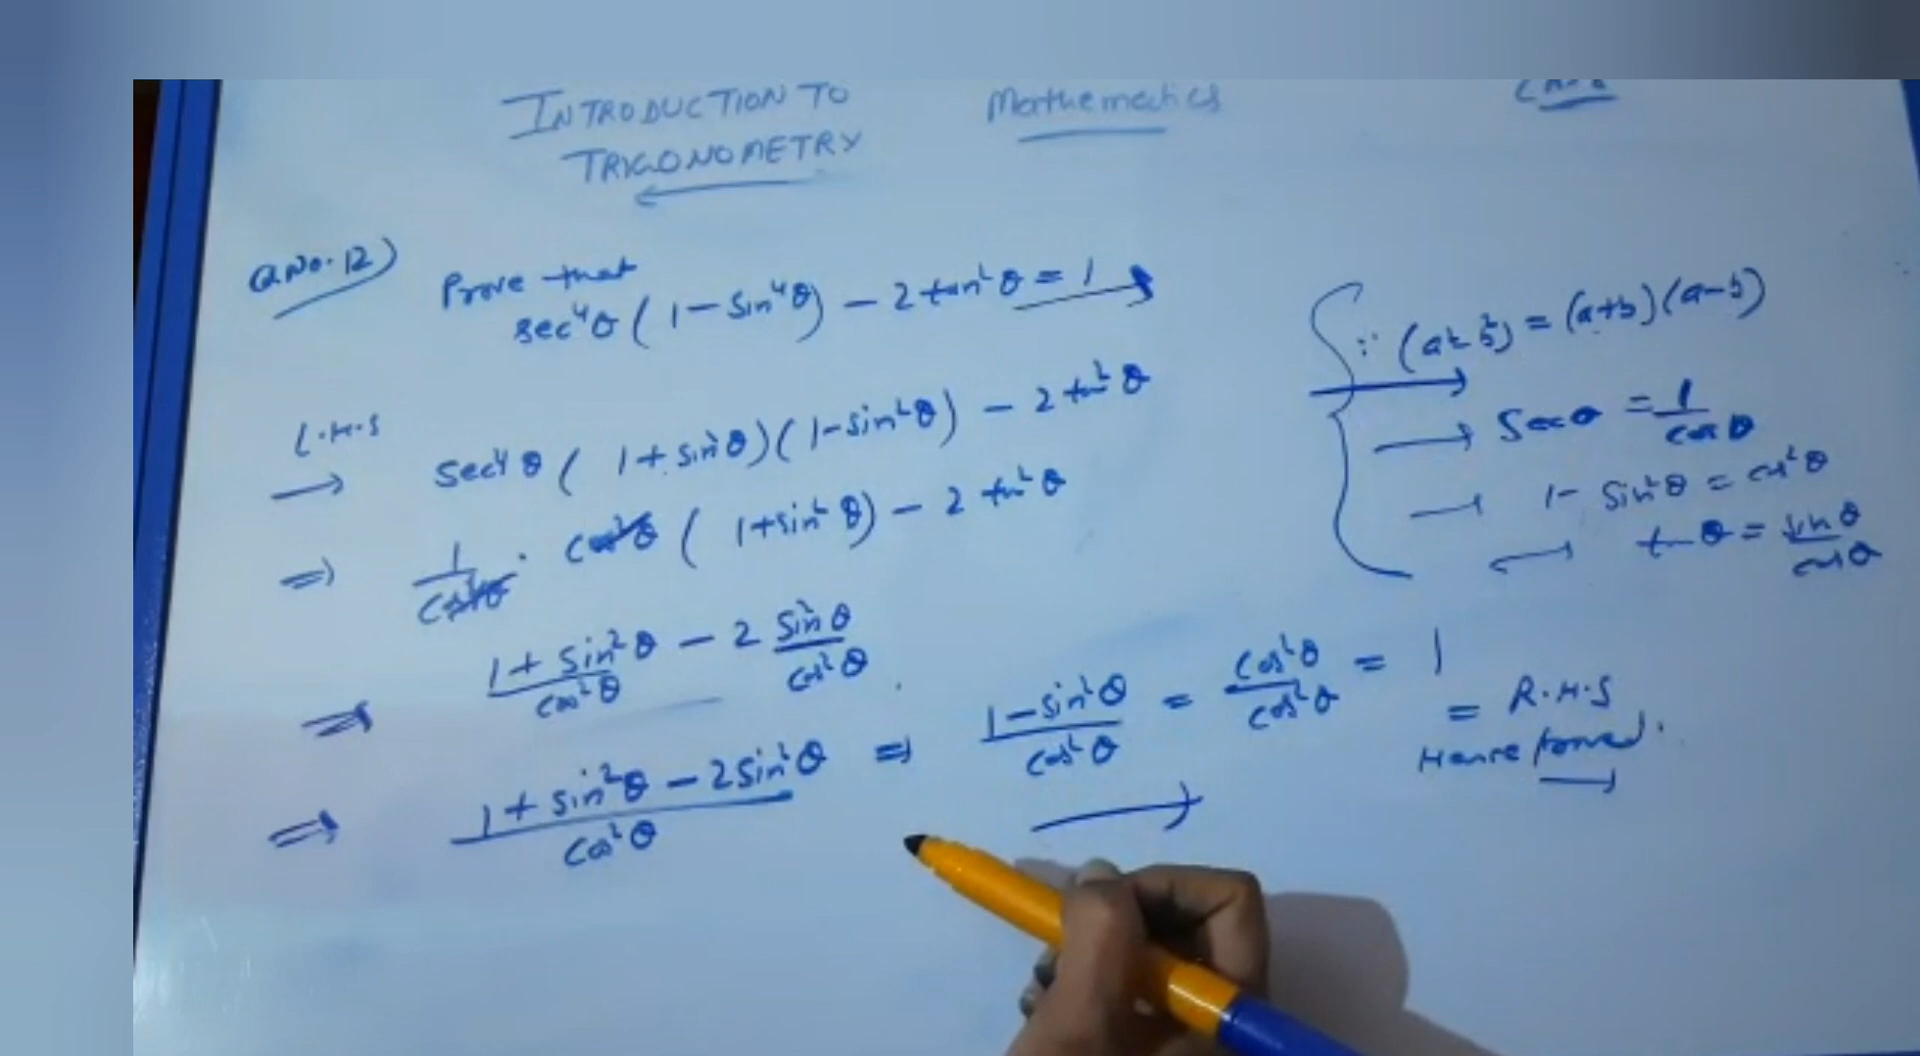 INTRODUCTION TO
TRIGONOMETRY
Mathematics
Q.No.12)
Prove that
sec⁴θ(1-sin⁴θ) - 2tan²θ = 1
L.H.S
→ sec⁴θ(1+sin²θ)(1-sin²θ) - 2tan²θ
⇒ 1/cos⁴θ · cos²θ(1+sin²θ) - 2tan²θ
⇒ 1+sin²θ/cos²θ - 2 sin²θ/cos²θ
⇒ 1+sin²θ-2sin²θ/cos²θ ⇒ 1-sin²θ/cos²θ = cos²θ/cos²θ = 1
= R.H.S
Hence proved.
∵ (a²-b²) = (a+b)(a-b)
→ Secθ = 1/cosθ
→ 1-sin²θ = cos²θ
→ tanθ = sinθ/cosθ